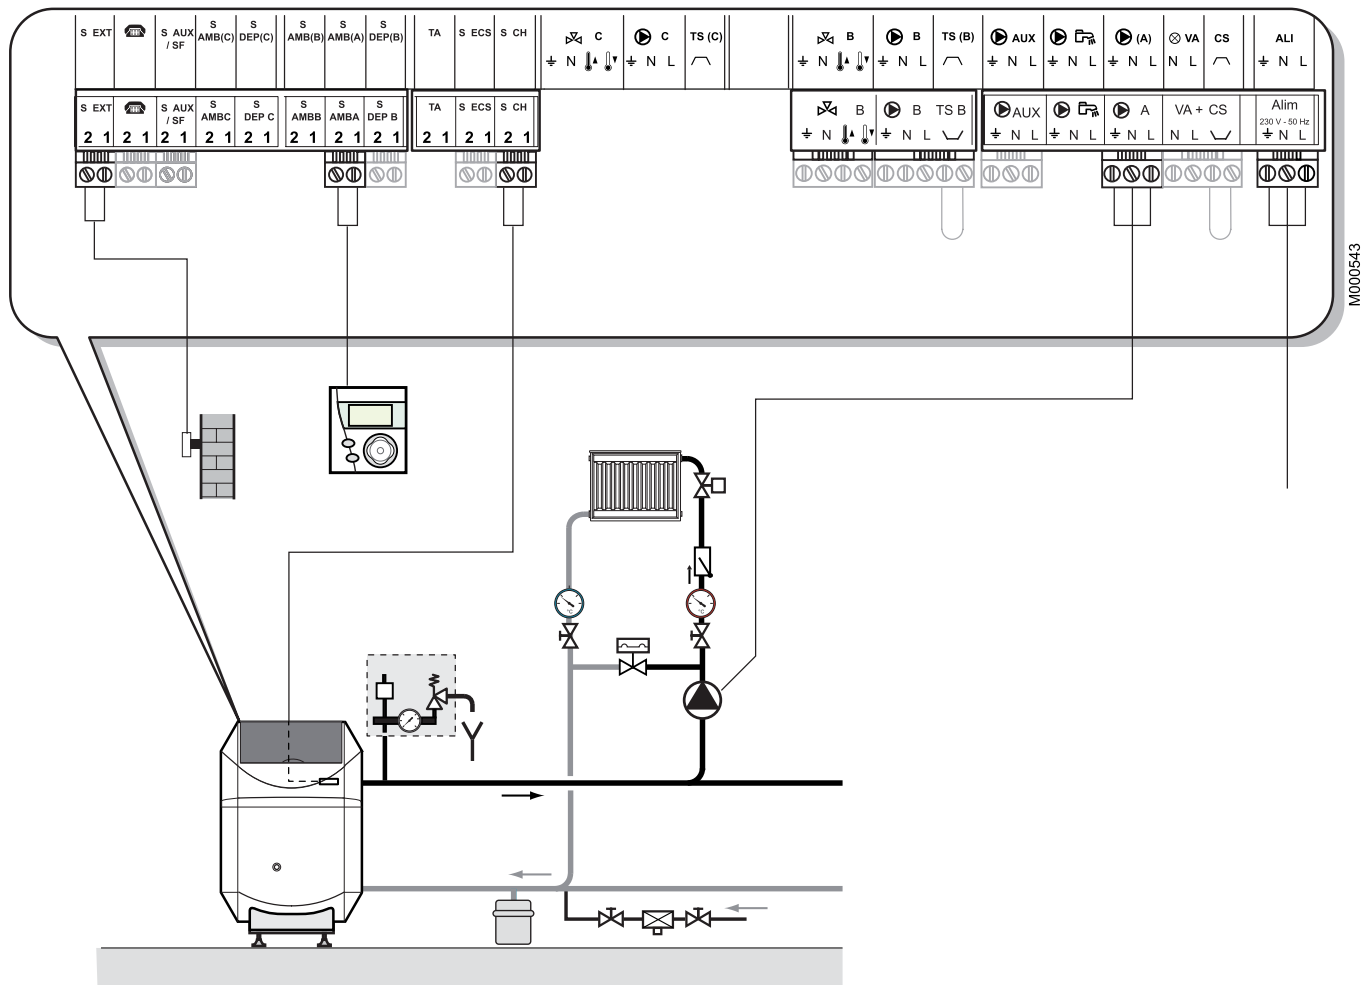 S EXT
S AUX / SF
S AMB(C)
S DEP(C)
S AMB(B)
S AMB(A)
S DEP(B)
TA
S ECS
S CH
C
N
C
N L
TS (C)
B
N
B
N L
TS (B)
AUX
N L
N L
(A)
N L
VA
N L
CS
ALI
N L
S EXT
2 1
2 1
S AUX / SF
2 1
S AMBC
2 1
S DEP C
2 1
S AMBB
2 1
S AMBA
2 1
S DEP B
2 1
TA
2 1
S ECS
2 1
S CH
2 1
B
N
B
N L
TS B
AUX
N L
N L
A
N L
VA + CS
N L
Alim
230 V - 50 Hz
N L
M000543
°C
°C